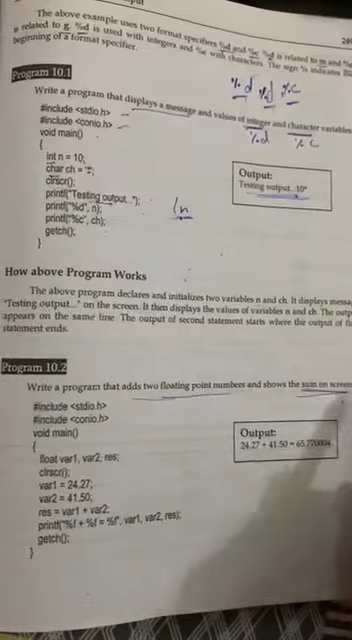 The above example uses two format specifiers %d and %c. %d is related to m and %c
is related to g. %d is used with integers and %c with characters. The sign % indicates
beginning of a format specifier.
Program 10.1
%d %d %c
Write a program that displays a message and values of integer and character variables
%d %c
#include <stdio.h>
#include <conio.h>
void main()
{
int n = 10;
char ch = '*';
clrscr();
printf("Testing output...");
printf("%d", n);
printf("%c", ch);
getch();
}
Output:
Testing output...10*
How above Program Works
The above program declares and initializes two variables n and ch. It displays
"Testing output..." on the screen. It then displays the values of variables n and ch. The
appears on the same line. The output of second statement starts where the output of
statement ends.
Program 10.2
Write a program that adds two floating point numbers and shows the sum on screen
#include <stdio.h>
#include <conio.h>
void main()
{
float var1, var2, res;
clrscr();
var1 = 24.27;
var2 = 41.50;
res = var1 + var2;
printf("%f + %f = %f", var1, var2, res);
getch();
}
Output:
24.27 + 41.50 = 65.770004